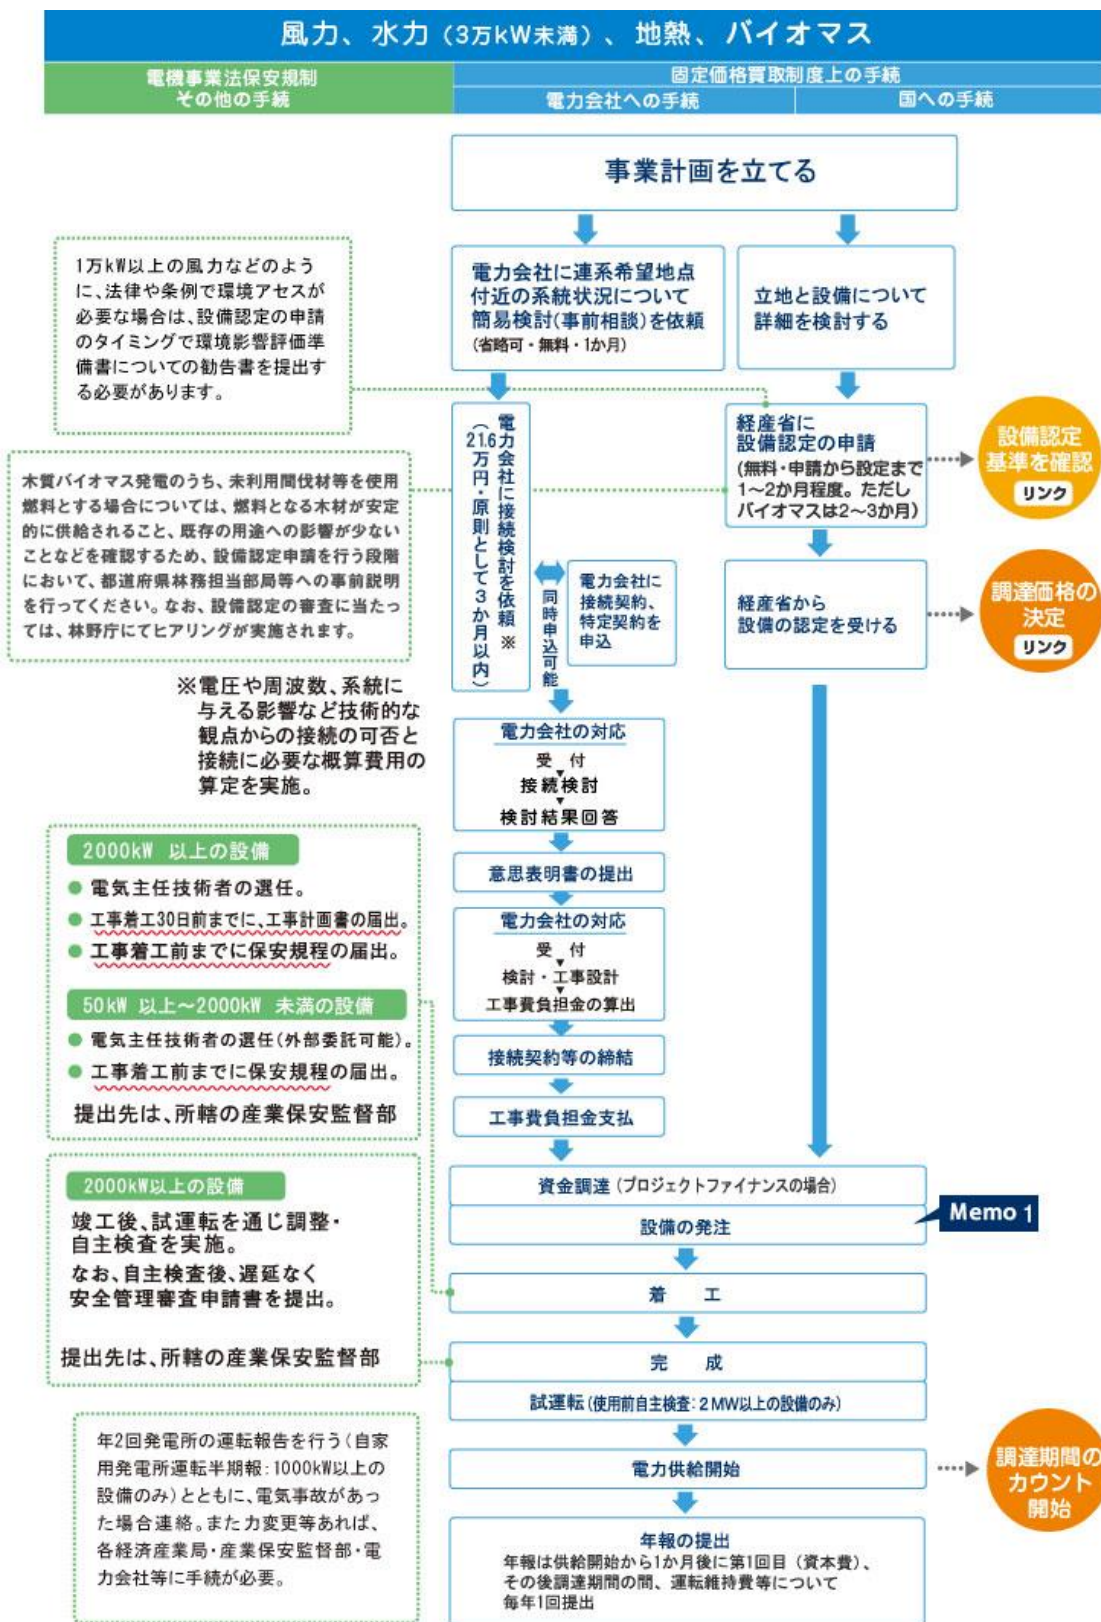 風力、水力（3万kW未満）、地熱、バイオマス
電機事業法保安規制
その他の手続
固定価格買取制度上の手続
電力会社への手続
国への手続
事業計画を立てる
1万kW以上の風力などのよう
に、法律や条例で環境アセスが
必要な場合は、設備認定の申請
のタイミングで環境影響評価準
備書についての勧告書を提出す
る必要があります。
電力会社に連系希望地点
付近の系統状況について
簡易検討(事前相談)を依頼
(省略可・無料・1か月)
立地と設備について
詳細を検討する
電力会社に接続検討を依頼 ※
（21.6万円・原則として3か月以内）
経産省に
設備認定の申請
(無料・申請から設定まで
1～2か月程度。ただし
バイオマスは2～3か月)
設備認定
基準を確認
リンク
木質バイオマス発電のうち、未利用間伐材等を使用
燃料とする場合については、燃料となる木材が安定
的に供給されること、既存の用途への影響が少ない
ことなどを確認するため、設備認定申請を行う段階
において、都道府県林務担当部局等への事前説明
を行ってください。なお、設備認定の審査に当たっ
ては、林野庁にてヒアリングが実施されます。
同時申込可能
電力会社に
接続契約、
特定契約を
申込
経産省から
設備の認定を受ける
調達価格の
決定
リンク
※電圧や周波数、系統に
与える影響など技術的な
観点からの接続の可否と
接続に必要な概算費用の
算定を実施。
電力会社の対応
受　付
接続検討
検討結果回答
意思表明書の提出
電力会社の対応
受　付
検討・工事設計
工事費負担金の算出
接続契約等の締結
工事費負担金支払
2000kW 以上の設備
● 電気主任技術者の選任。
● 工事着工30日前までに、工事計画書の届出。
● 工事着工前までに保安規程の届出。
50kW 以上～2000kW 未満の設備
● 電気主任技術者の選任(外部委託可能)。
● 工事着工前までに保安規程の届出。
提出先は、所轄の産業保安監督部
資金調達（プロジェクトファイナンスの場合）
設備の発注
Memo 1
着　工
2000kW以上の設備
竣工後、試運転を通じ調整・
自主検査を実施。
なお、自主検査後、遅延なく
安全管理審査申請書を提出。
提出先は、所轄の産業保安監督部
完　成
試運転（使用前自主検査：2MW以上の設備のみ）
電力供給開始
調達期間の
カウント
開始
年2回発電所の運転報告を行う（自家
用発電所運転半期報：1000kW以上の
設備のみ）とともに、電気事故があっ
た場合連絡。また力変更等あれば、
各経済産業局・産業保安監督部・電
力会社等に手続が必要。
年報の提出
年報は供給開始から1か月後に第1回目（資本費）、
その後調達期間の間、運転維持費等について
毎年1回提出